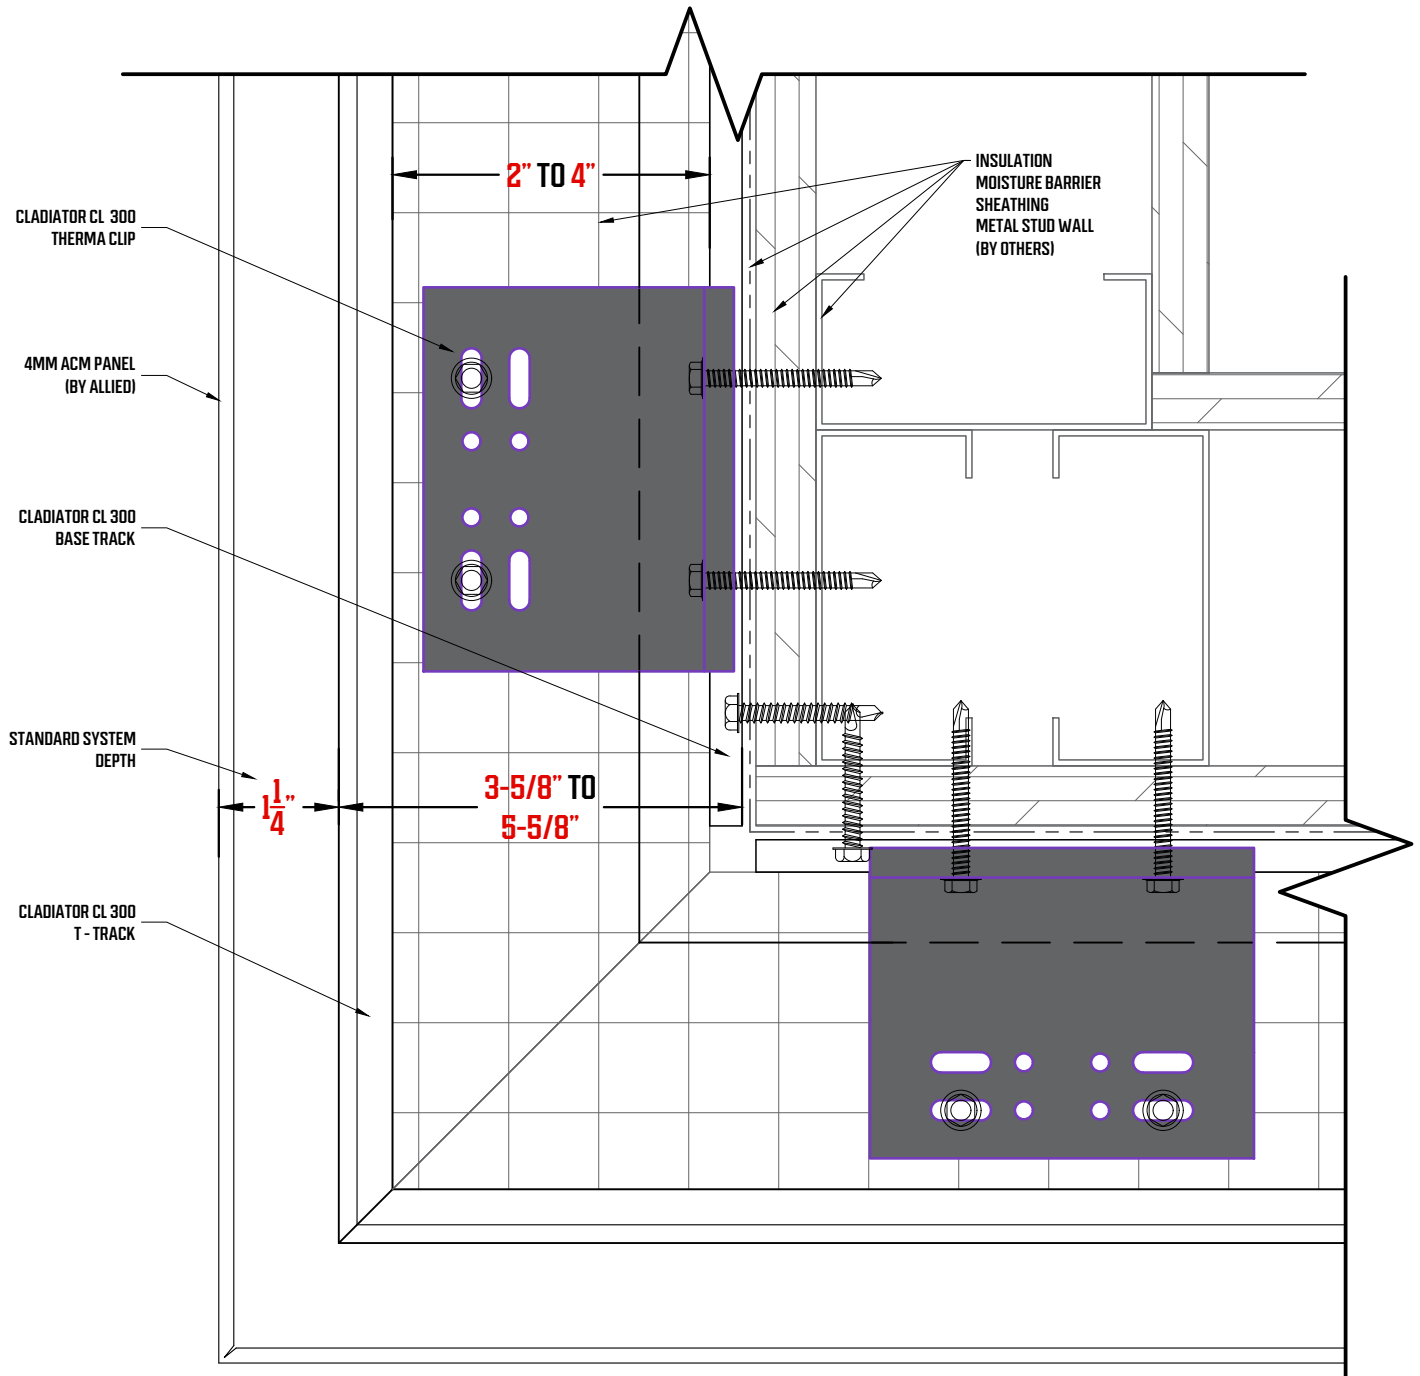 2" TO 4"
INSULATION
MOISTURE BARRIER
SHEATHING
METAL STUD WALL
(BY OTHERS)
CLADIATOR CL 300
THERMA CLIP
4MM ACM PANEL
(BY ALLIED)
CLADIATOR CL 300
BASE TRACK
STANDARD SYSTEM
DEPTH
1 1/4"
3-5/8" TO
5-5/8"
CLADIATOR CL 300
T - TRACK